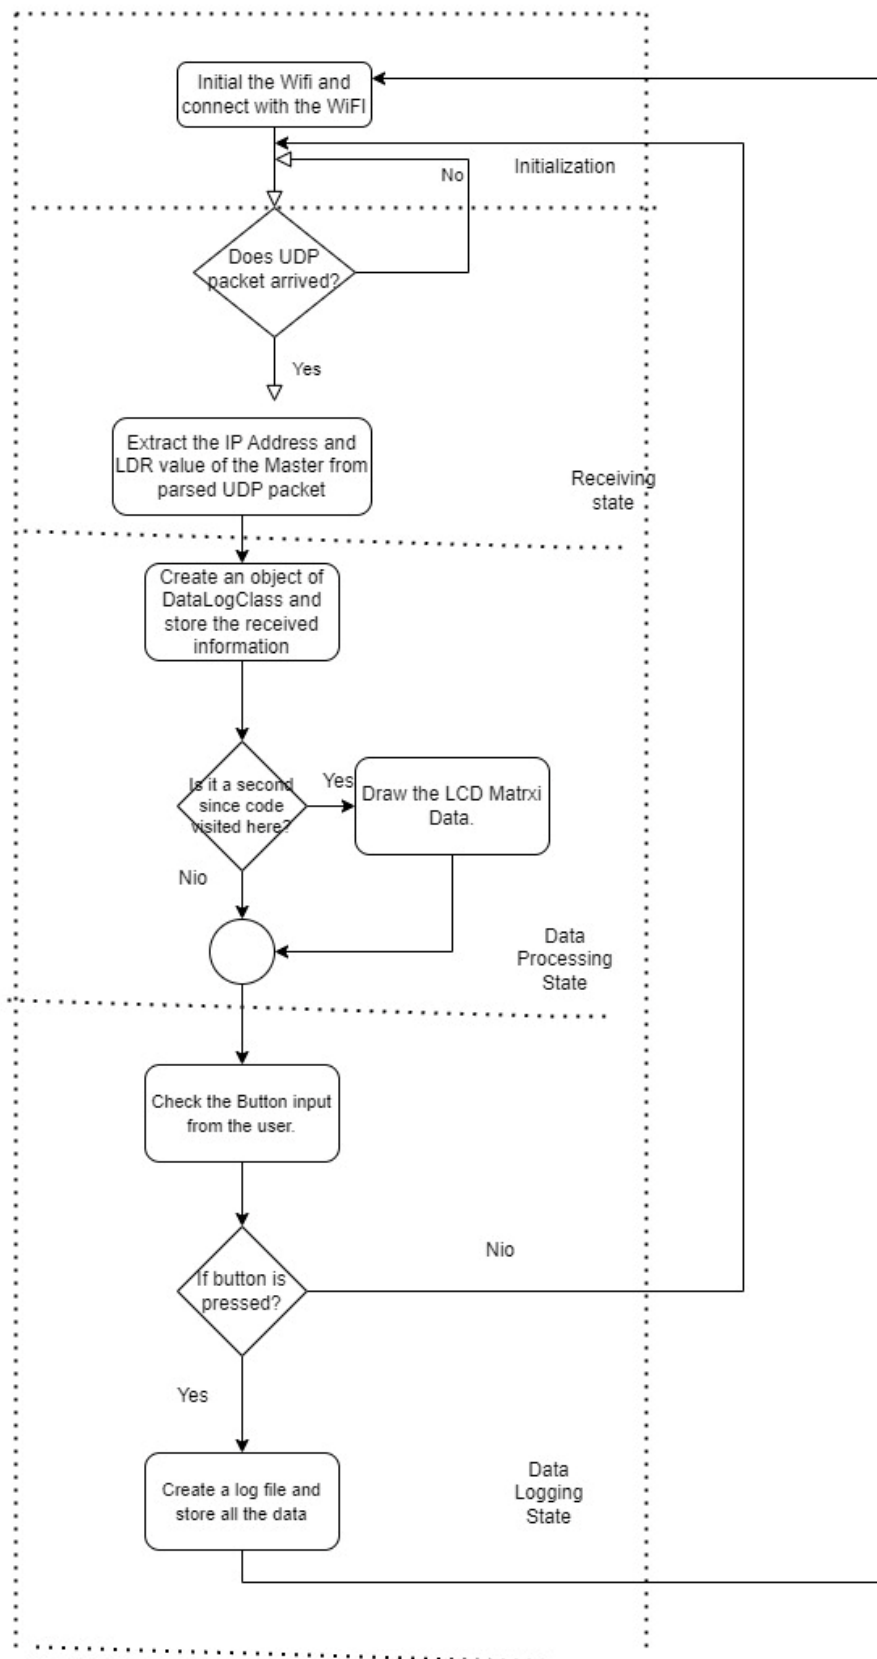 Initial the Wifi and
connect with the WiFI
No
Initialization
Does UDP
packet arrived?
Yes
Extract the IP Address and
LDR value of the Master from
parsed UDP packet
Receiving
state
Create an object of
DataLogClass and
store the received
information
Is it a second
since code
visited here?
Yes
Draw the LCD Matrxi
Data.
Nio
Data
Processing
State
Check the Button input
from the user.
If button is
pressed?
Nio
Yes
Create a log file and
store all the data
Data
Logging
State